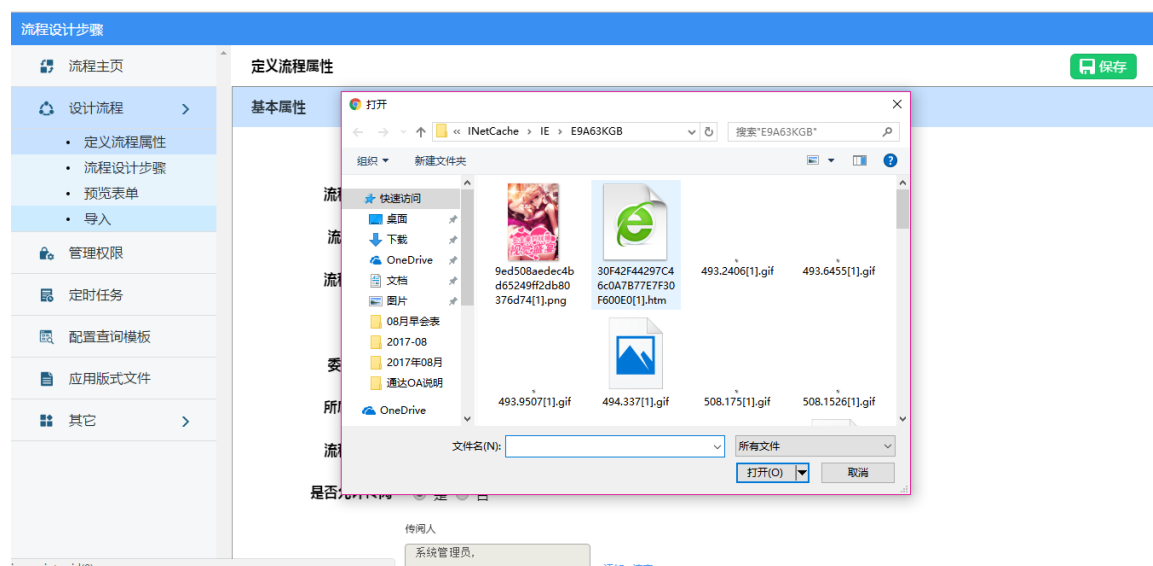 流程设计步骤
流程主页
定义流程属性
保存
设计流程
基本属性
定义流程属性
流程设计步骤
预览表单
导入
管理权限
定时任务
配置查询模板
应用版式文件
其它
打开
« INetCache › IE › E9A63KGB
搜索"E9A63KGB"
组织
新建文件夹
快速访问
桌面
下载
OneDrive
文档
图片
08月早会表
2017-08
2017年08月
通达OA说明
OneDrive
9ed508aedec4b
d65249ff2db80
376d74[1].png
30F42F44297C4
6c0A7B77E7F30
F600E0[1].htm
493.2406[1].gif
493.6455[1].gif
493.9507[1].gif
494.337[1].gif
508.175[1].gif
508.1526[1].gif
文件名(N):
所有文件
打开(O)
取消
流
流
流
委
所
流
是否
传阅人
系统管理员,